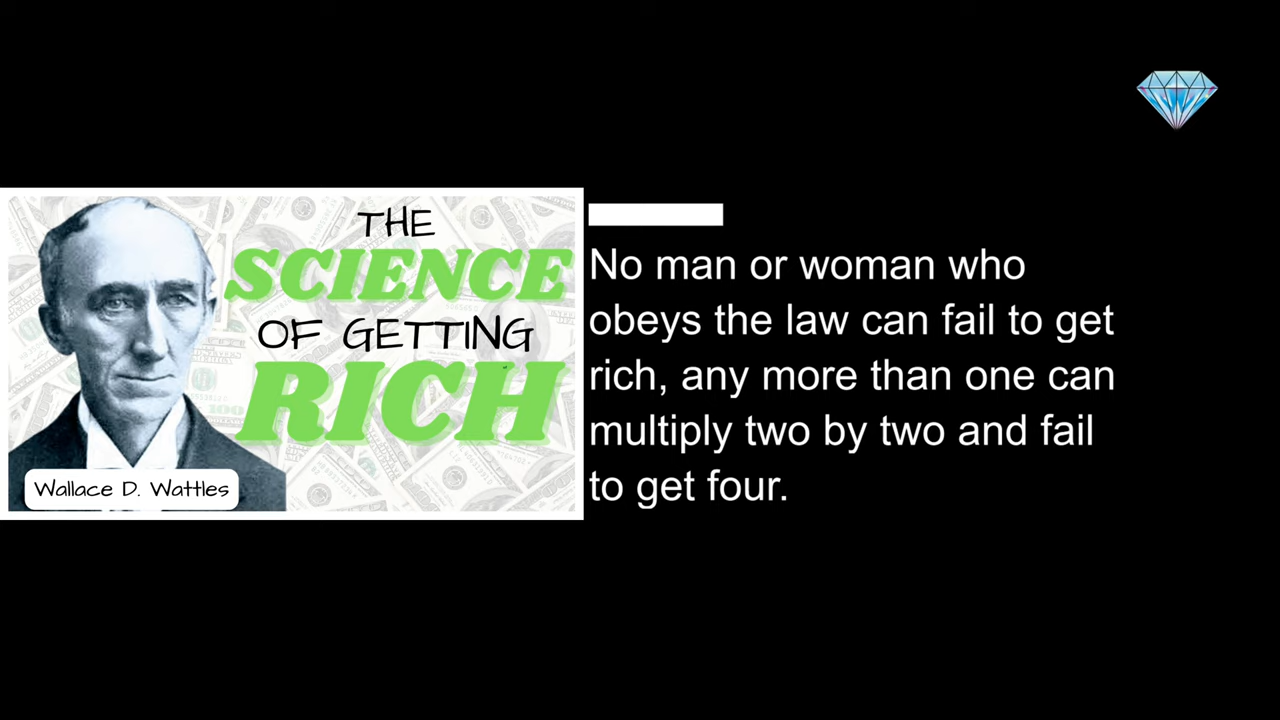 THE
SCIENCE
OF GETTING
RICH
Wallace D. Wattles
No man or woman who
obeys the law can fail to get
rich, any more than one can
multiply two by two and fail
to get four.